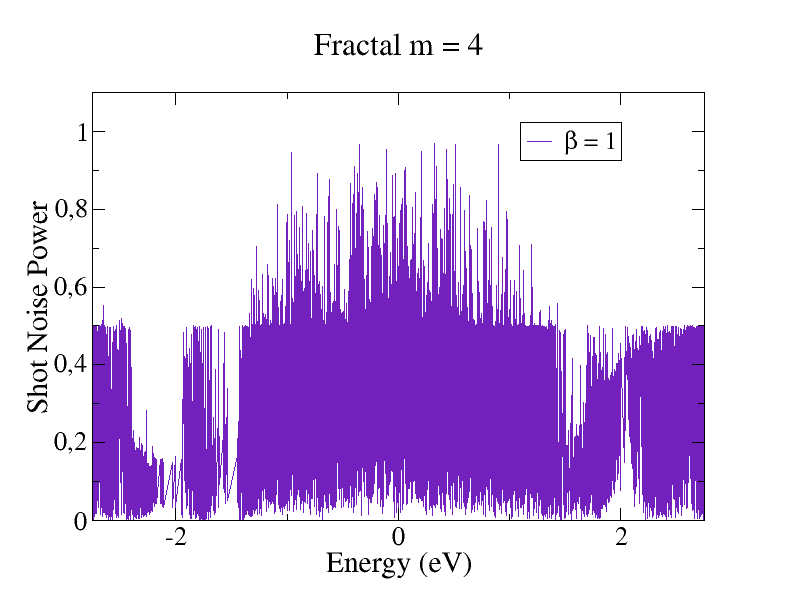 Fractal m = 4
β = 1
Shot Noise Power
1
0,8
0,6
0,4
0,2
0
-2
0
2
Energy (eV)